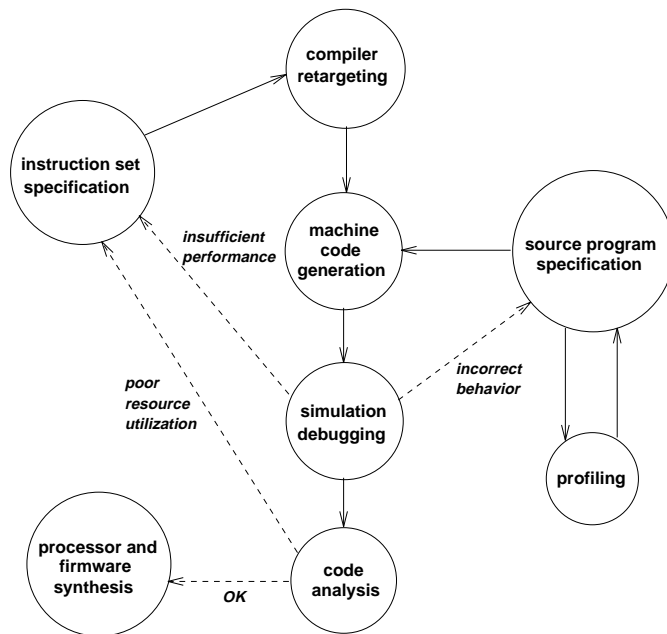 compiler
retargeting
instruction set
specification
insufficient
performance
machine
code
generation
source program
specification
poor
resource
utilization
simulation
debugging
incorrect
behavior
profiling
processor and
firmware
synthesis
OK
code
analysis